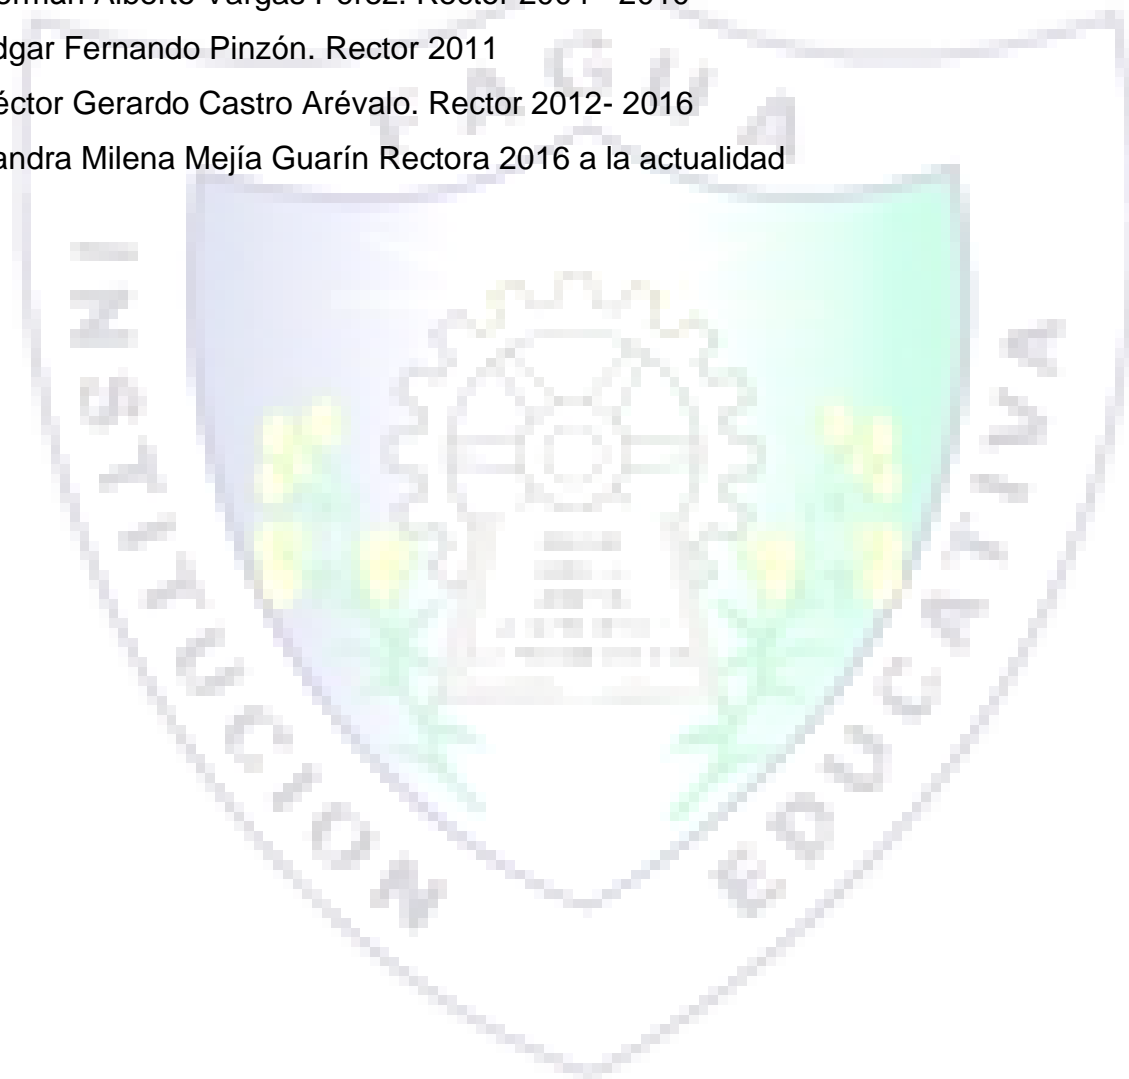 Alberto Vargas Pérez. Rector
dgar Fernando Pinzón. Rector 2011
éctor Gerardo Castro Arévalo. Rector 2012- 2016
andra Milena Mejía Guarín Rectora 2016 a la actualidad
INSTITUCION
EDUCATIVA